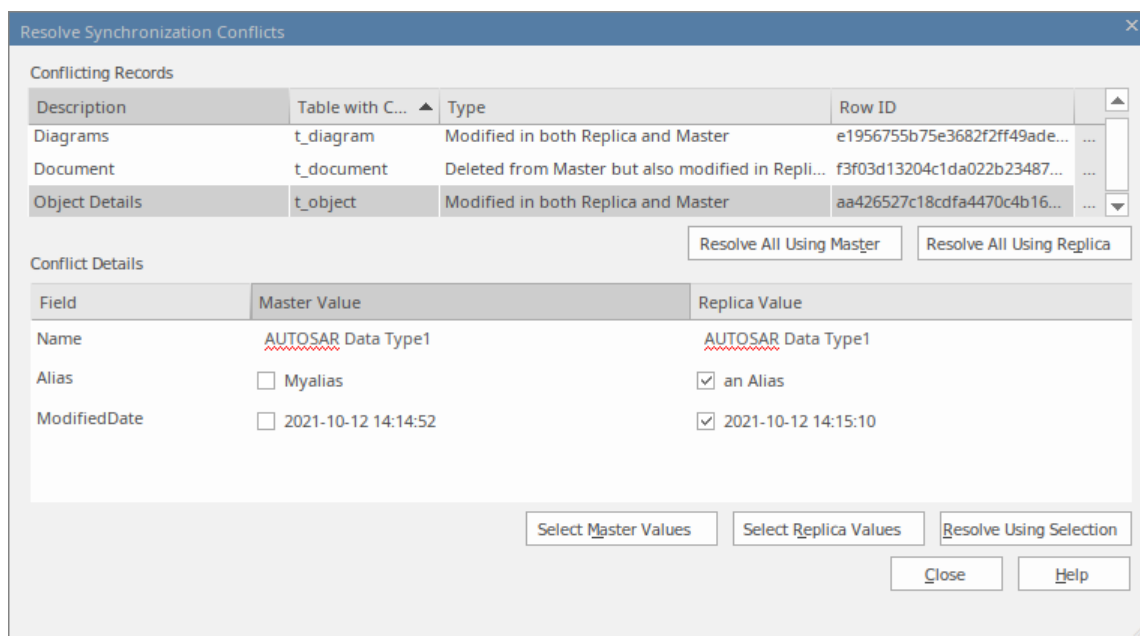 Resolve Synchronization Conflicts
Conflicting Records
Description Table with C... Type Row ID
Diagrams t_diagram Modified in both Replica and Master e1956755b75e3682f2ff49ade... ...
Document t_document Deleted from Master but also modified in Repli... f3f03d13204c1da022b23487... ...
Object Details t_object Modified in both Replica and Master aa426527c18cdfa4470c4b16... ...
Resolve All Using Master Resolve All Using Replica
Conflict Details
Field Master Value Replica Value
Name AUTOSAR Data Type1 AUTOSAR Data Type1
Alias Myalias an Alias
ModifiedDate 2021-10-12 14:14:52 2021-10-12 14:15:10
Select Master Values Select Replica Values Resolve Using Selection
Close Help